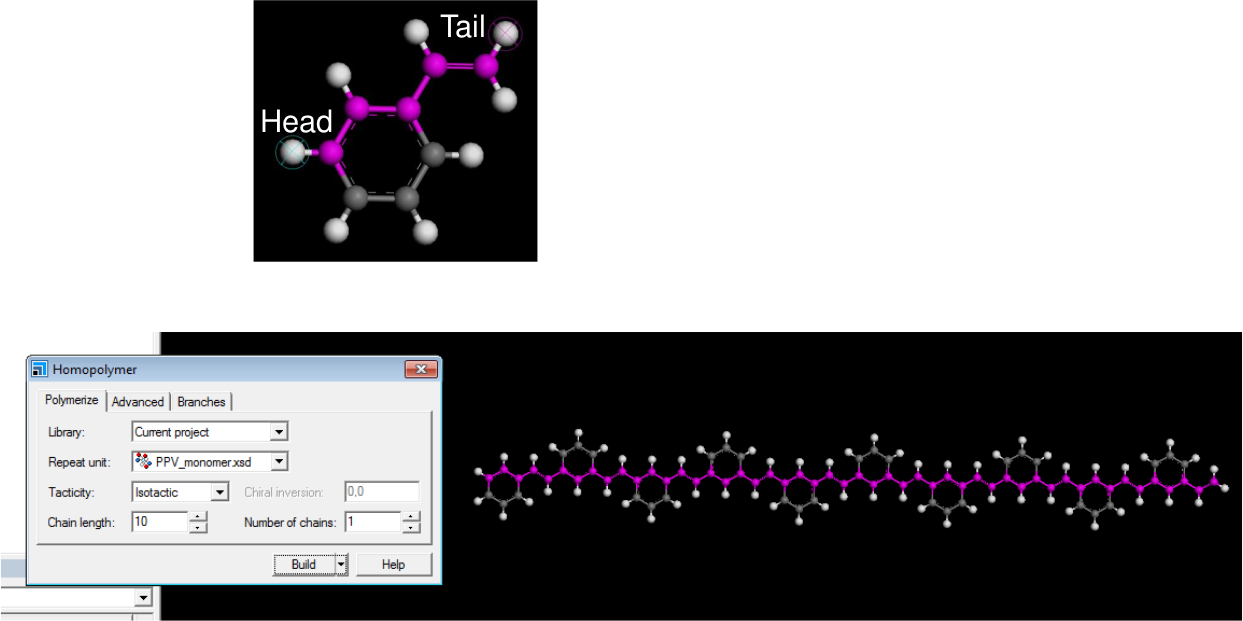 Tail
Head
Homopolymer
Polymerize Advanced Branches
Library: Current project
Repeat unit: PPV_monomer.xsd
Tacticity: Isotactic Chiral inversion: 0,0
Chain length: 10 Number of chains: 1
Build Help